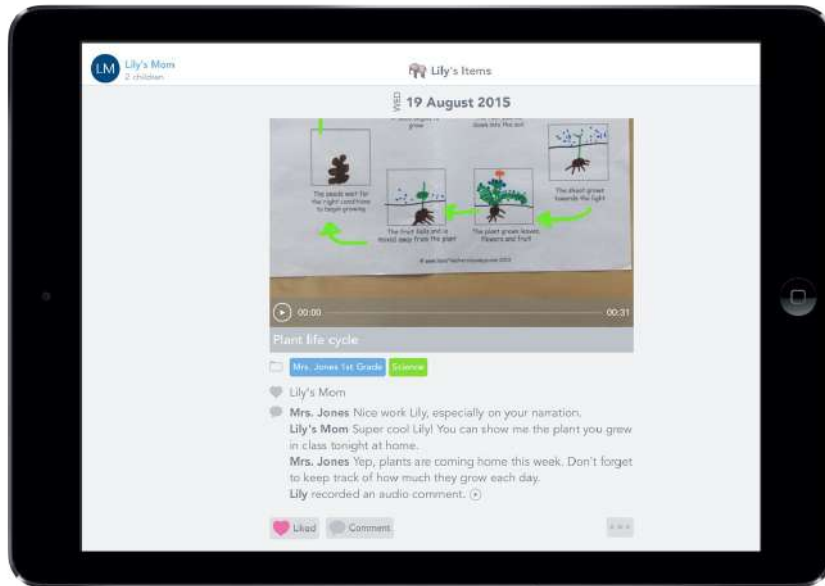 LM
Lily's Mom
2 children
Lily's Items
WED 19 August 2015
grow
down into the soil
The seeds wait for
the right conditions
to begin growing
The fruit falls and is
moved away from the plant
The plant grows leaves,
flowers and fruit
The shoot grows
towards the light
00:00
00:31
Plant life cycle
Mrs. Jones 1st Grade Science
Lily's Mom
Mrs. Jones Nice work Lily, especially on your narration.
Lily's Mom Super cool Lily! You can show me the plant you grew
in class tonight at home.
Mrs. Jones Yep, plants are coming home this week. Don't forget
to keep track of how much they grow each day.
Lily recorded an audio comment.
Liked Comment